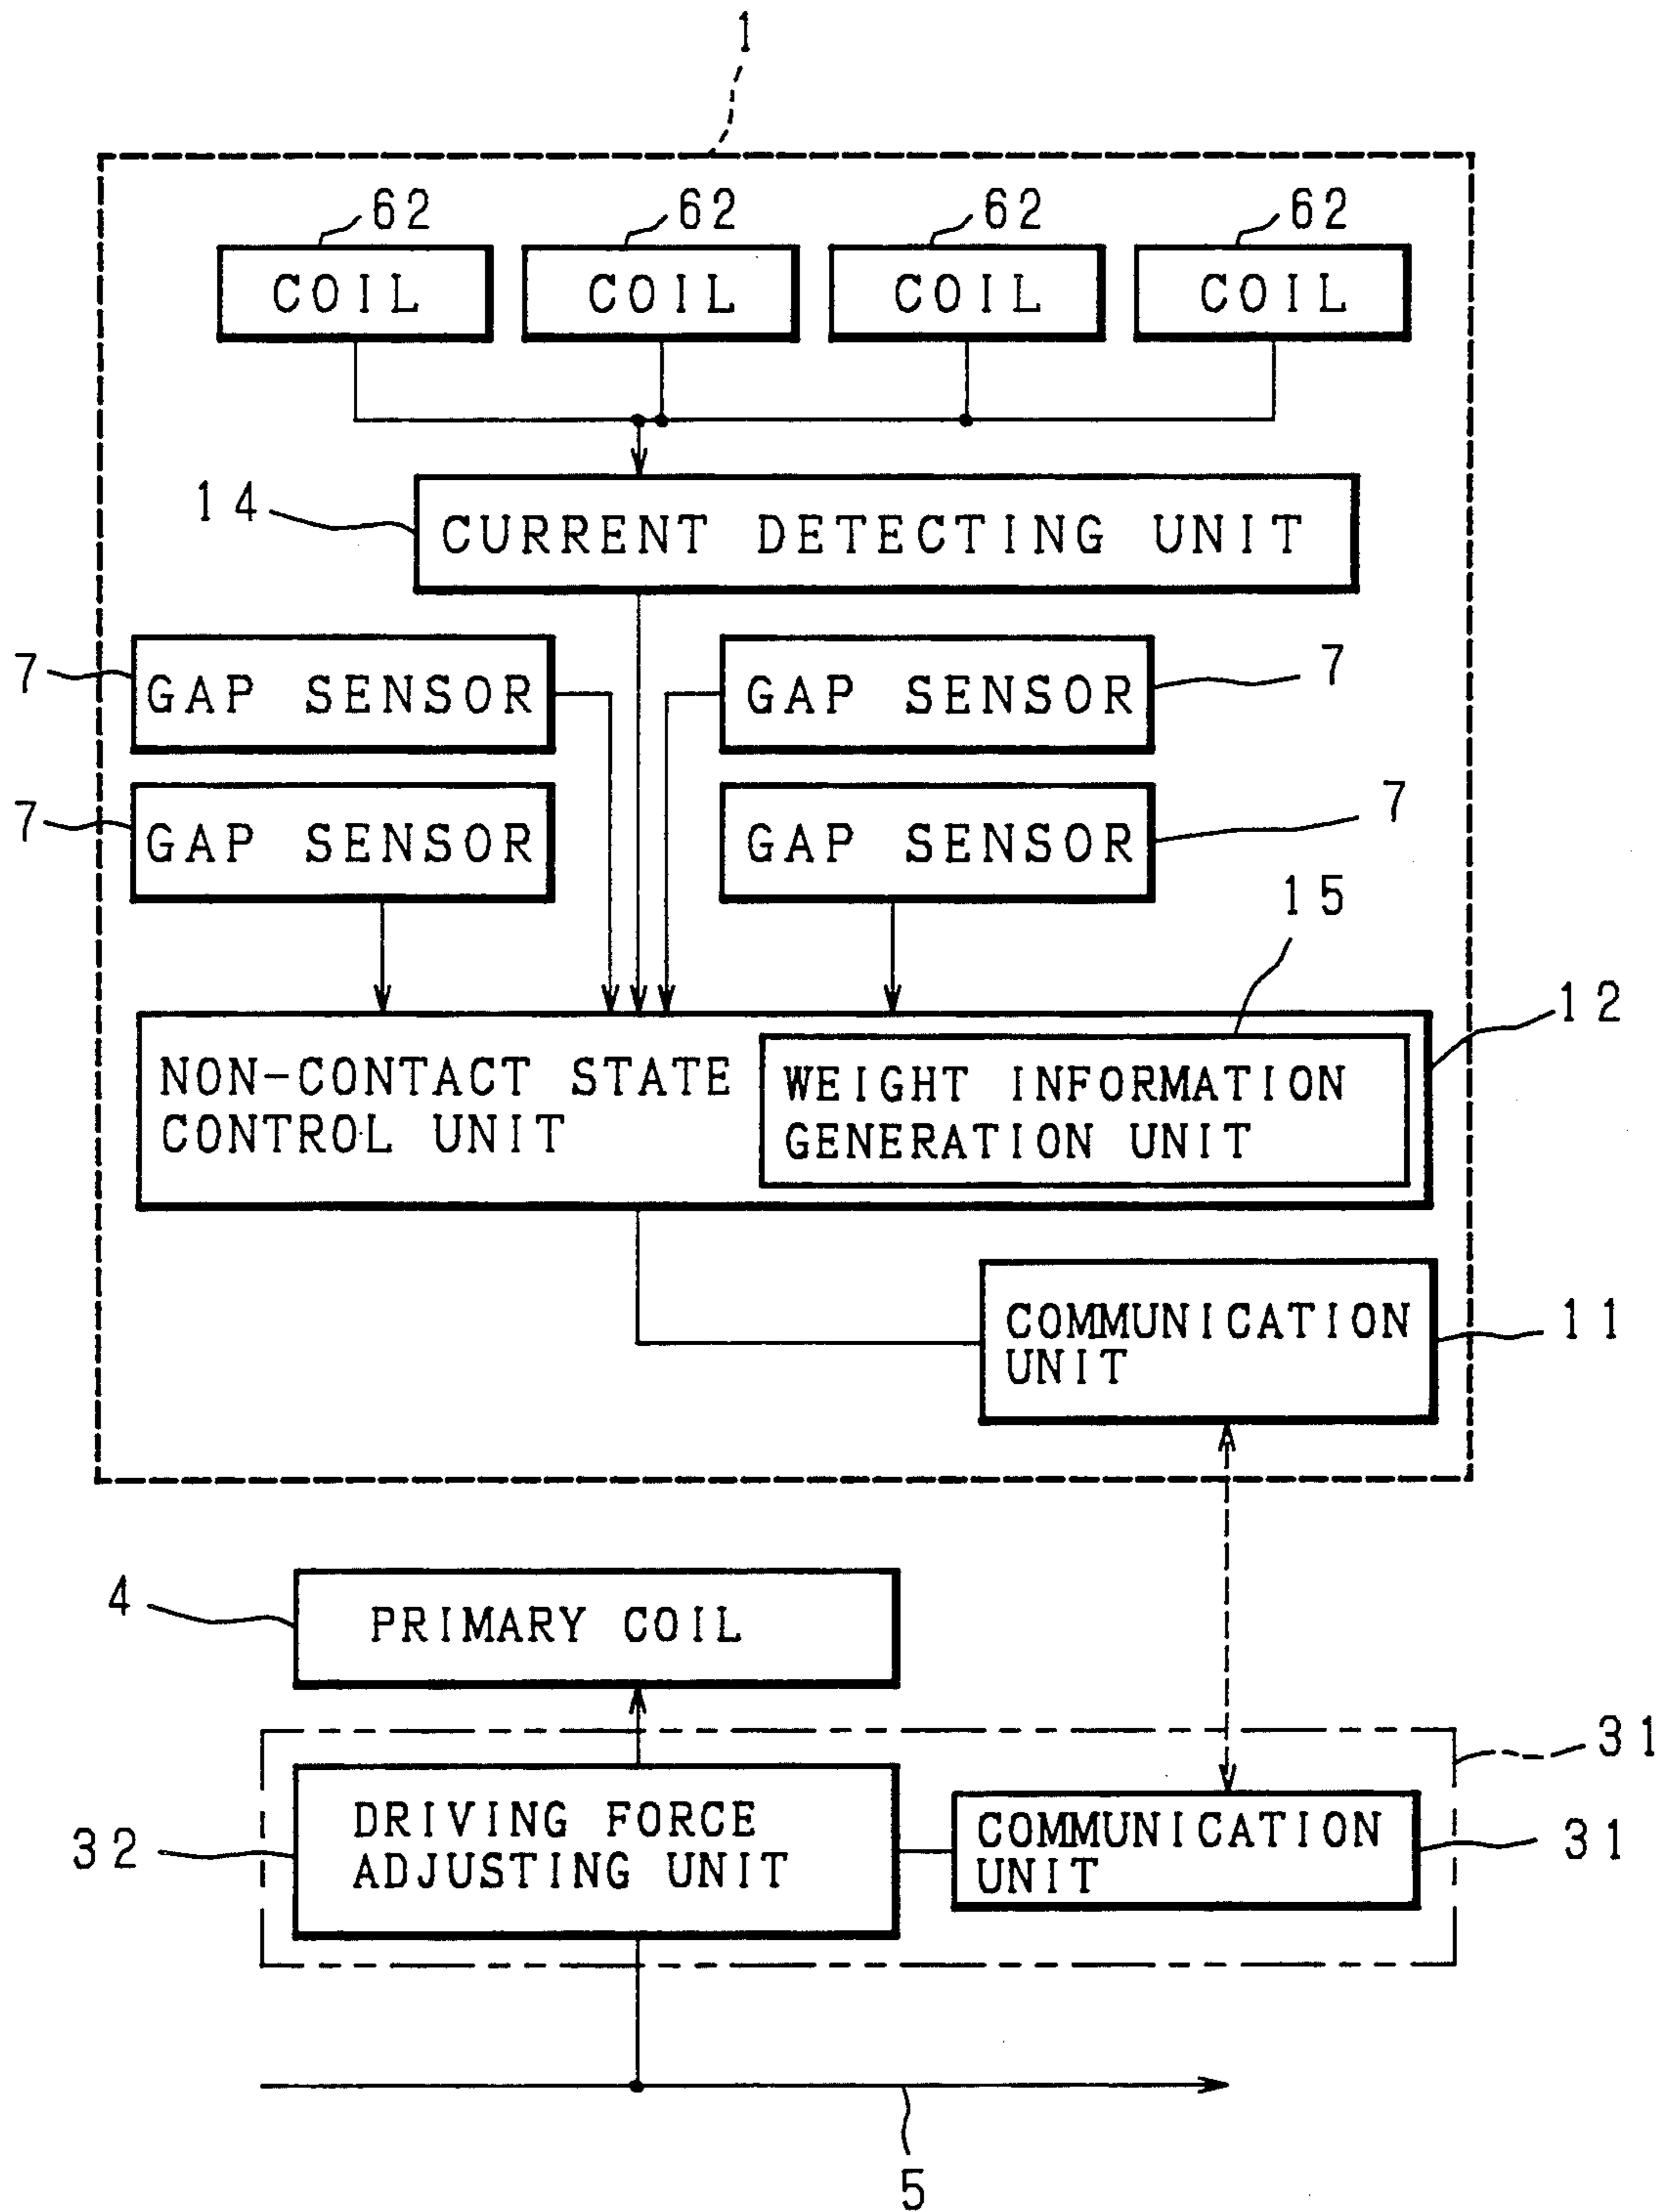 1
62 62 62 62
COIL COIL COIL COIL
14
CURRENT DETECTING UNIT
7
GAP SENSOR
GAP SENSOR
7
7
GAP SENSOR
GAP SENSOR
7
15
12
NON-CONTACT STATE
CONTROL UNIT
WEIGHT INFORMATION
GENERATION UNIT
COMMUNICATION
UNIT
11
4
PRIMARY COIL
31
32
DRIVING FORCE
ADJUSTING UNIT
COMMUNICATION
UNIT
31
5